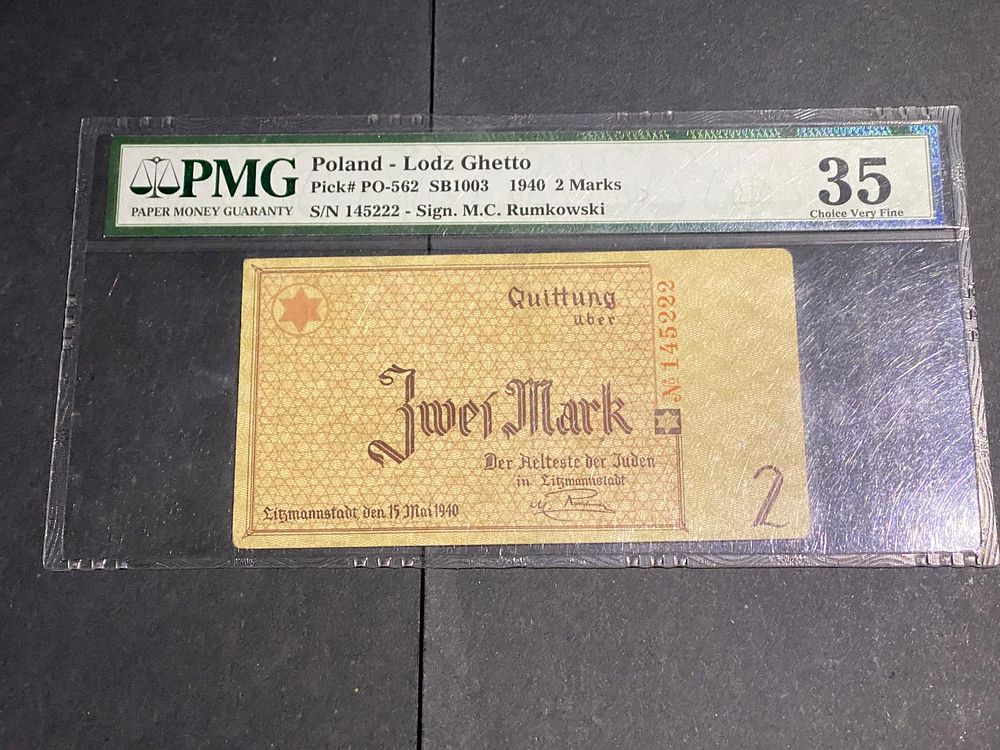 PMG
PAPER MONEY GUARANTY
Poland - Lodz Ghetto
Pick# PO-562 SB1003 1940 2 Marks
S/N 145222 - Sign. M.C. Rumkowski
35
Choice Very Fine
Quittung
über
Zwei Mark
Der Aelteste der Juden
in Litzmannstadt
Litzmannstadt, den 15 Mai 1940
№ 145222
2